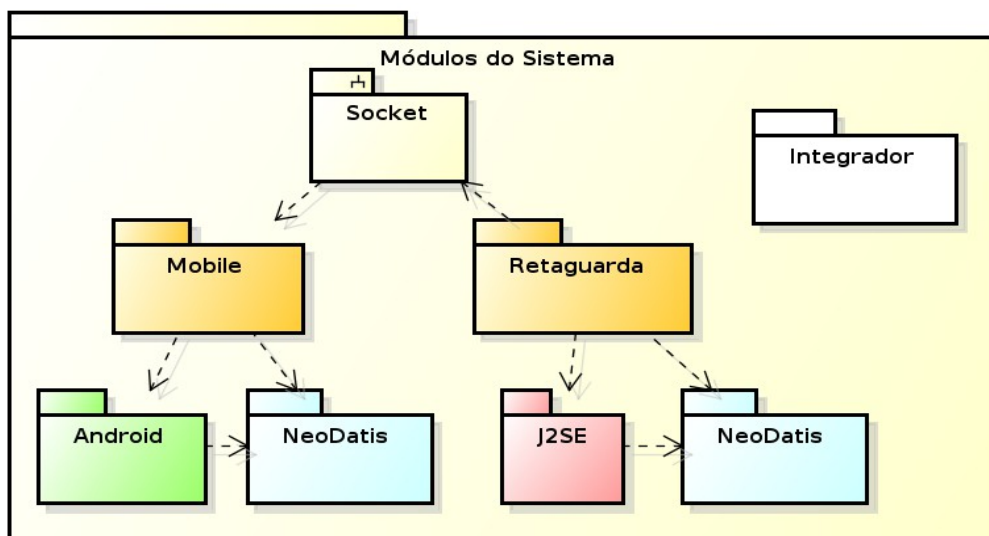 Módulos do Sistema
Socket
Integrador
Mobile
Retaguarda
Android
NeoDatis
J2SE
NeoDatis